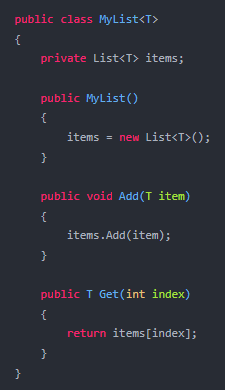 public class MyList<T>
{
    private List<T> items;

    public MyList()
    {
        items = new List<T>();
    }

    public void Add(T item)
    {
        items.Add(item);
    }

    public T Get(int index)
    {
        return items[index];
    }
}